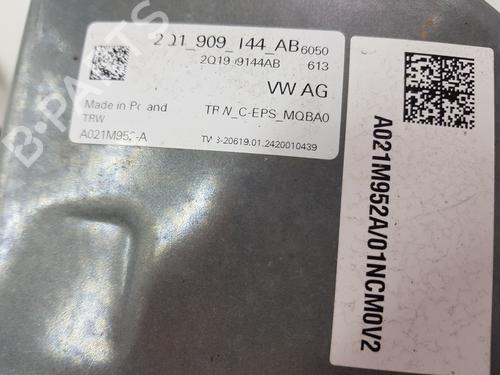 2Q1_909_144_AB 6050
2Q1909144AB 613
VW AG
Made in Poland TRW_C-EPS_MQBA0
TRW
A021M952-A
A021M952A/01NCM0V2
B-PARTS